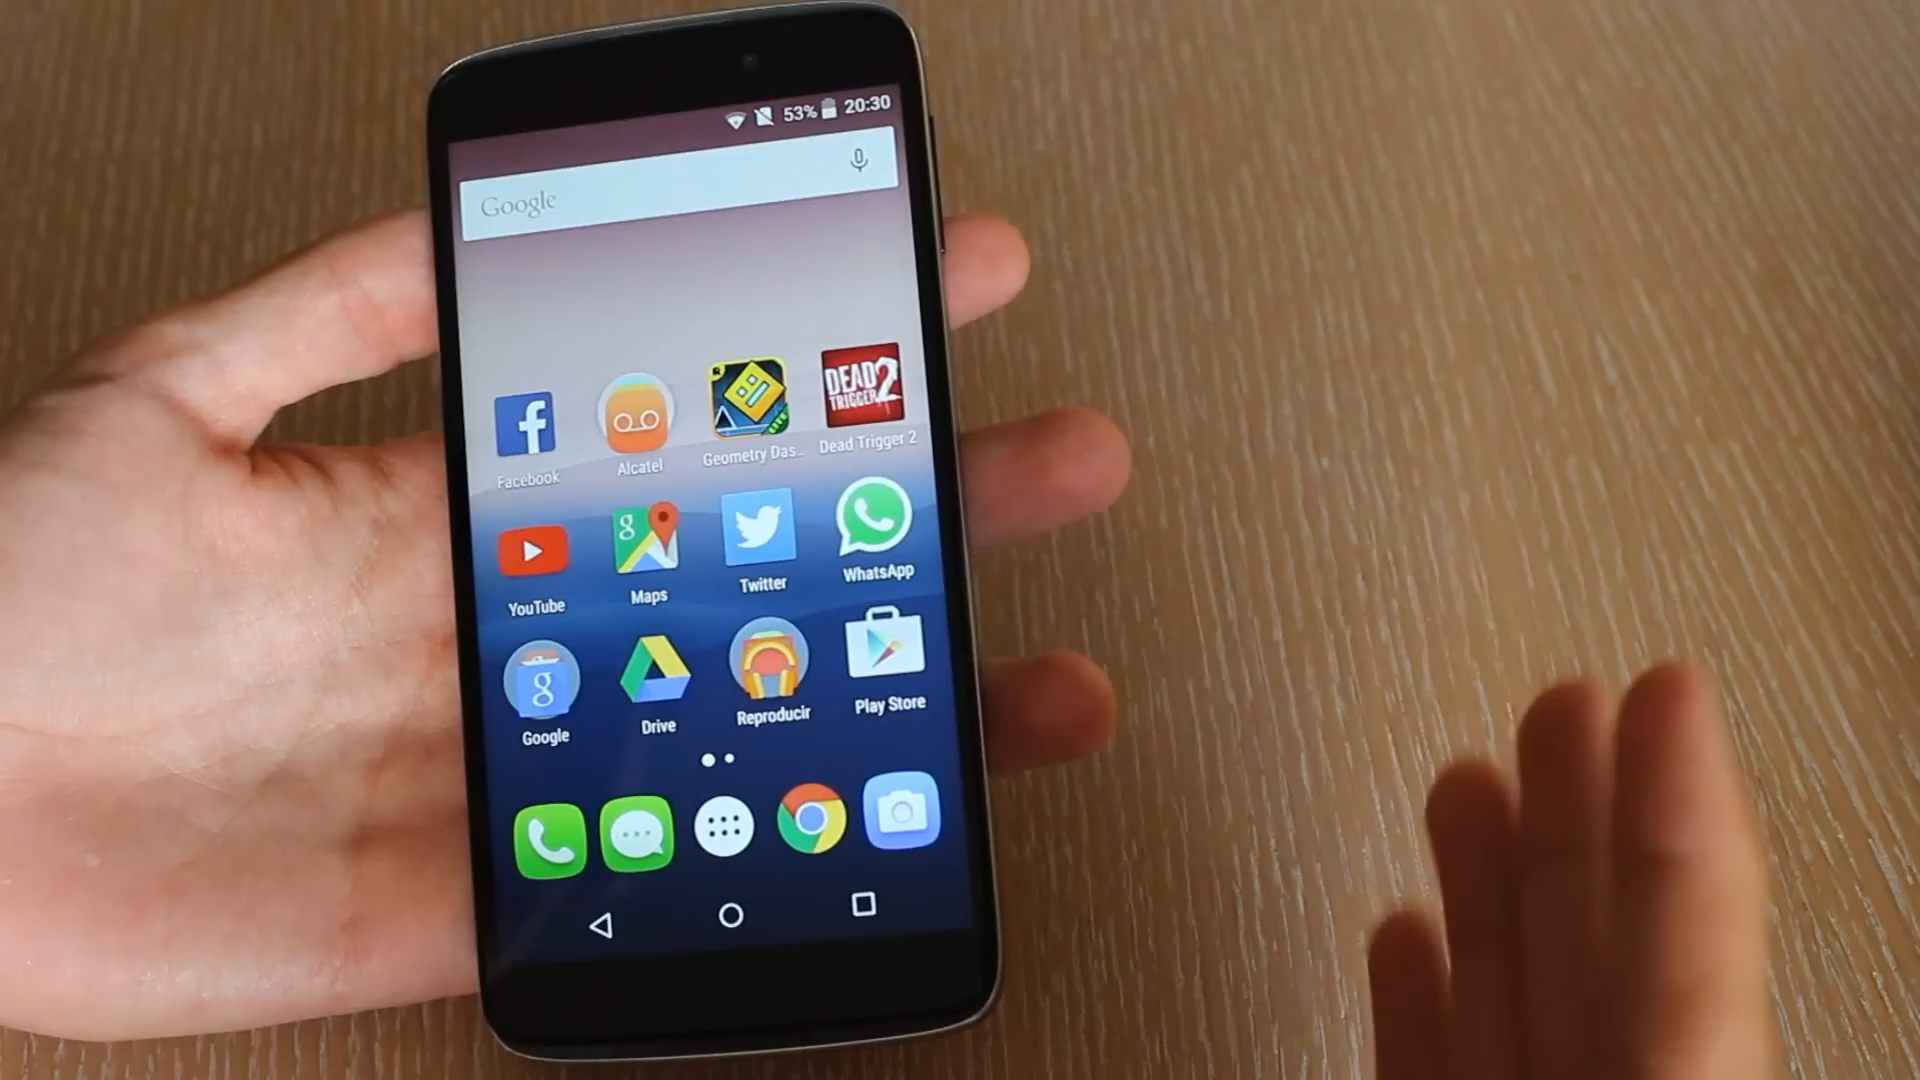 53% 20:30
Google
DEAD TRIGGER 2
Facebook Alcatel Geometry Das... Dead Trigger 2
YouTube Maps Twitter WhatsApp
Google Drive Reproducir Play Store